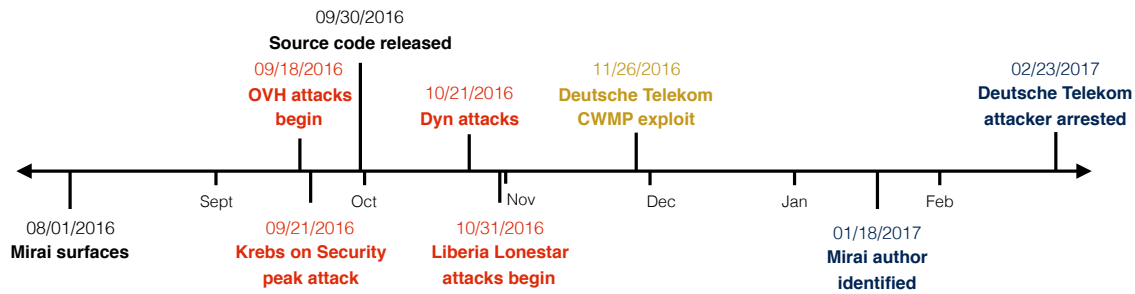 09/30/2016
Source code released
09/18/2016
OVH attacks
begin
10/21/2016
Dyn attacks
11/26/2016
Deutsche Telekom
CWMP exploit
02/23/2017
Deutsche Telekom
attacker arrested
Sept
Oct
Nov
Dec
Jan
Feb
08/01/2016
Mirai surfaces
09/21/2016
Krebs on Security
peak attack
10/31/2016
Liberia Lonestar
attacks begin
01/18/2017
Mirai author
identified